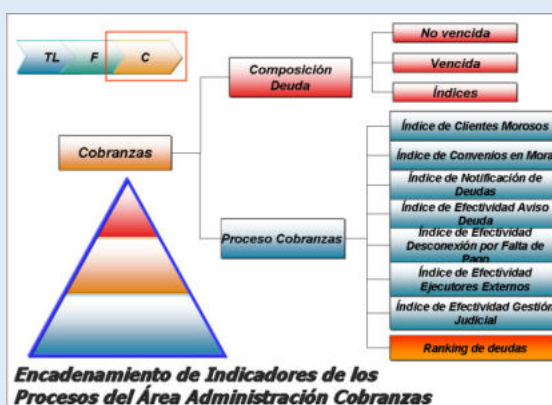 TL F C
Cobranzas
Composición
Deuda
No vencida
Vencida
Índices
Proceso Cobranzas
Índice de Clientes Morosos
Índice de Convenios en Mora
Índice de Notificación de
Deudas
Índice de Efectividad Aviso
Deuda
Índice de Efectividad
Desconexión por Falta de
Pago
Índice de Efectividad
Ejecutores Externos
Índice de Efectividad Gestión
Judicial
Ranking de deudas
Encadenamiento de Indicadores de los
Procesos del Área Administración Cobranzas